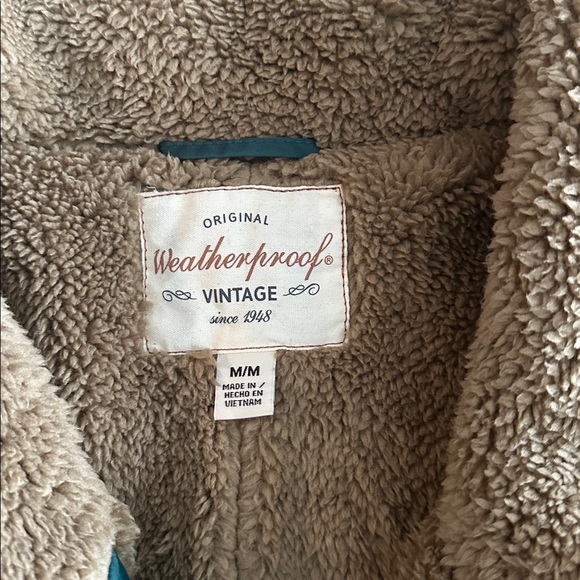 ORIGINAL
Weatherproof®
VINTAGE
since 1948
M/M
MADE IN /
HECHO EN
VIETNAM